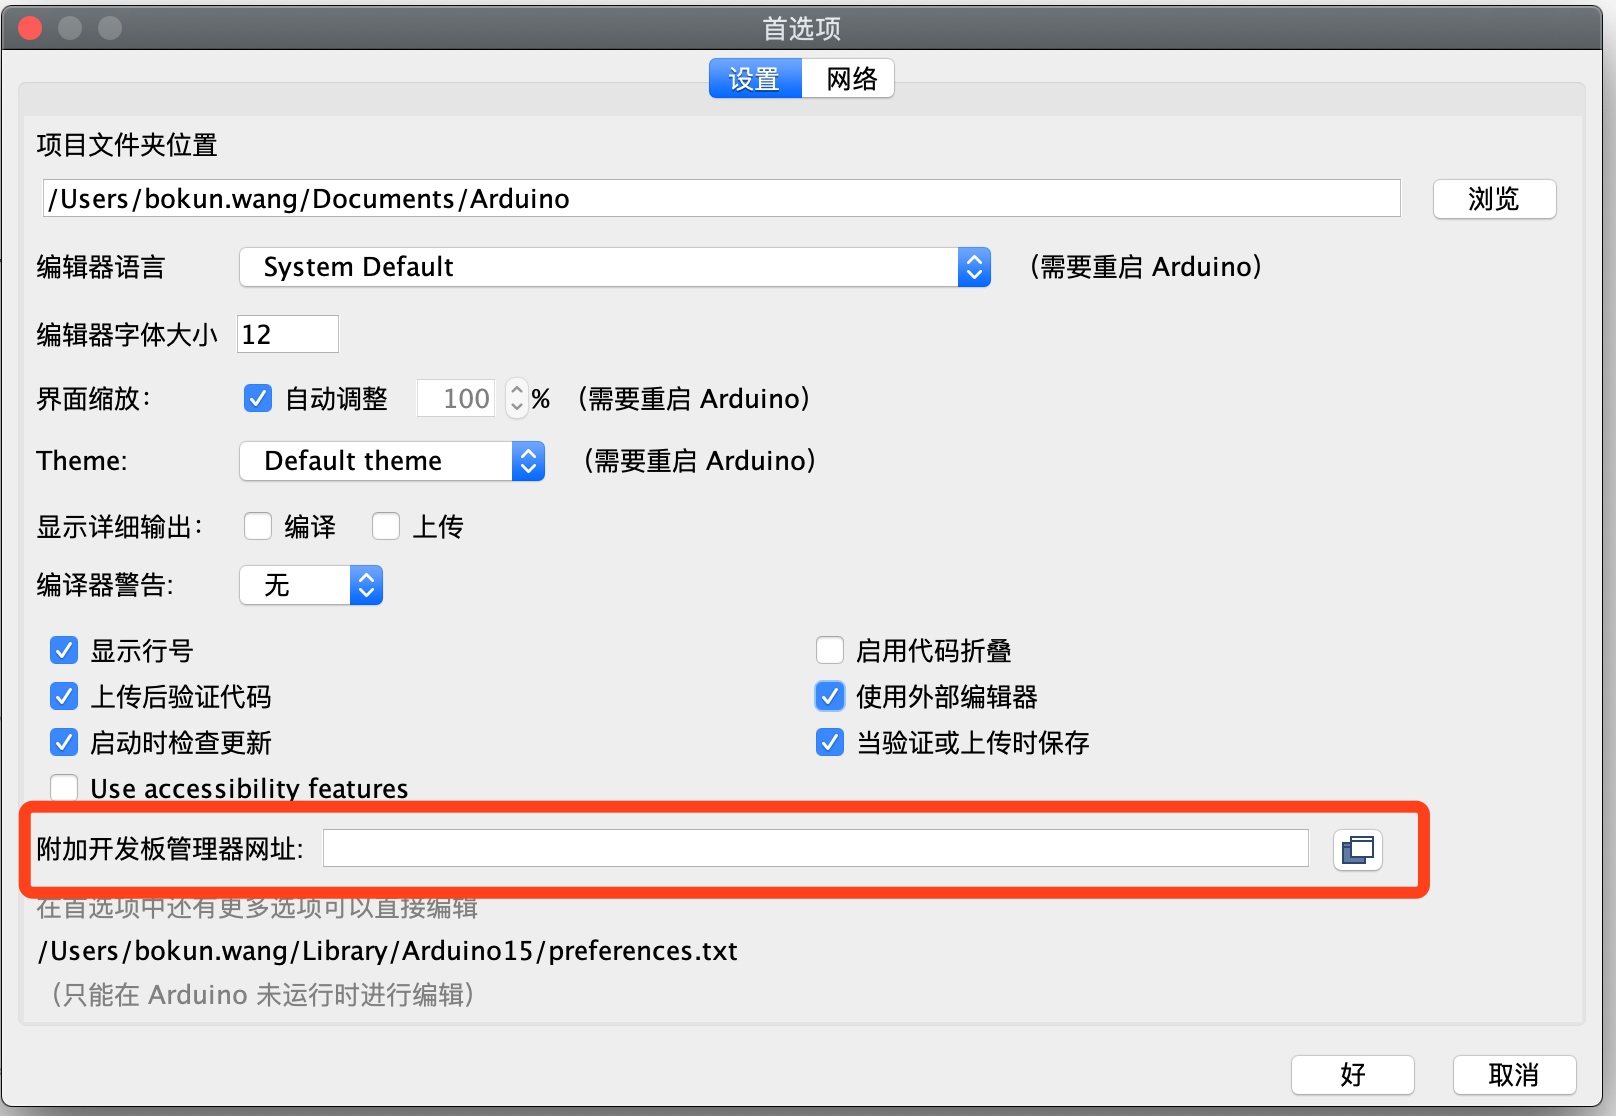 首选项
设置 网络
项目文件夹位置
/Users/bokun.wang/Documents/Arduino 浏览
编辑器语言 System Default （需要重启 Arduino）
编辑器字体大小 12
界面缩放： 自动调整 100 % （需要重启 Arduino）
Theme: Default theme （需要重启 Arduino）
显示详细输出： 编译 上传
编译器警告: 无
显示行号 启用代码折叠
上传后验证代码 使用外部编辑器
启动时检查更新 当验证或上传时保存
Use accessibility features
附加开发板管理器网址:
在首选项中还有更多选项可以直接编辑
/Users/bokun.wang/Library/Arduino15/preferences.txt
（只能在 Arduino 未运行时进行编辑）
好 取消